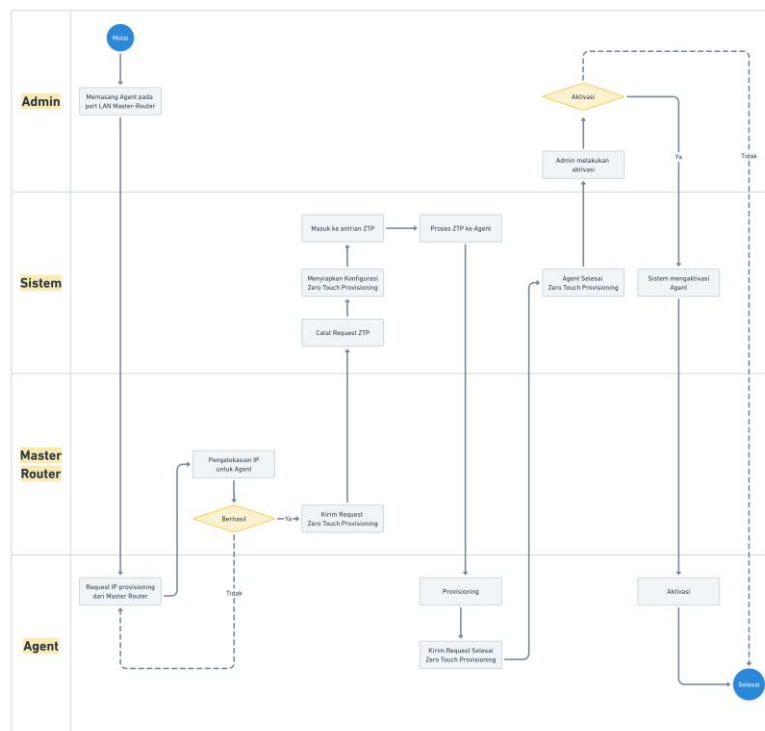 Mulai
Admin
Memasang Agent pada
port LAN Master-Router
Aktivasi
Ya
Tidak
Admin melakukan
aktivasi
Sistem
Masuk ke antrian ZTP
Proses ZTP ke Agent
Menyiapkan Konfigurasi
Zero Touch Provisioning
Catat Request ZTP
Agent Selesai
Zero Touch Provisioning
Sistem mengaktivasi
Agent
Master
Router
Pengalokasian IP
untuk Agent
Berhasil
Ya
Kirim Request
Zero Touch Provisioning
Tidak
Agent
Request IP provisioning
dari Master Router
Provisioning
Kirim Request Selesai
Zero Touch Provisioning
Aktivasi
Selesai